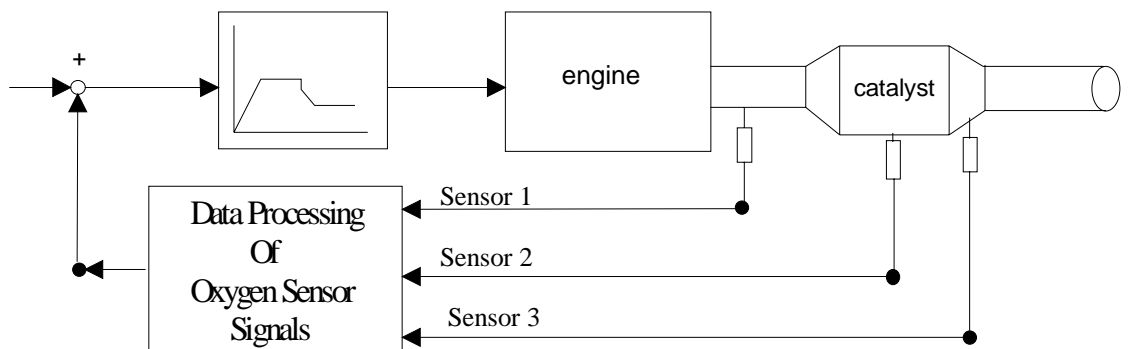 +
engine
catalyst
Sensor 1
Data Processing
Of
Oxygen Sensor
Signals
Sensor 2
Sensor 3